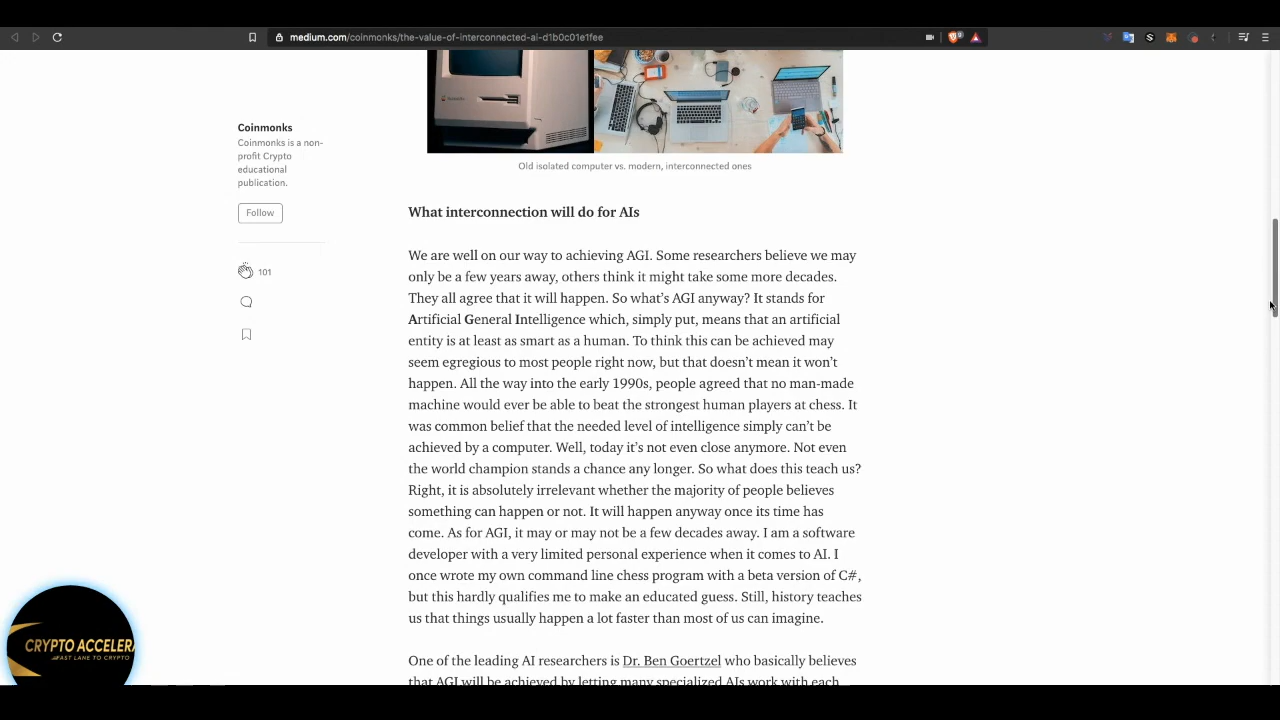 medium.com/coinmonks/the-value-of-interconnected-ai-d1b0c01e1fee
Old isolated computer vs. modern, interconnected ones
Coinmonks
Coinmonks is a non-
profit Crypto
educational
publication.
Follow
101
What interconnection will do for AIs
We are well on our way to achieving AGI. Some researchers believe we may
only be a few years away, others think it might take some more decades.
They all agree that it will happen. So what’s AGI anyway? It stands for
Artificial General Intelligence which, simply put, means that an artificial
entity is at least as smart as a human. To think this can be achieved may
seem egregious to most people right now, but that doesn’t mean it won’t
happen. All the way into the early 1990s, people agreed that no man-made
machine would ever be able to beat the strongest human players at chess. It
was common belief that the needed level of intelligence simply can’t be
achieved by a computer. Well, today it’s not even close anymore. Not even
the world champion stands a chance any longer. So what does this teach us?
Right, it is absolutely irrelevant whether the majority of people believes
something can happen or not. It will happen anyway once its time has
come. As for AGI, it may or may not be a few decades away. I am a software
developer with a very limited personal experience when it comes to AI. I
once wrote my own command line chess program with a beta version of C#,
but this hardly qualifies me to make an educated guess. Still, history teaches
us that things usually happen a lot faster than most of us can imagine.
One of the leading AI researchers is Dr. Ben Goertzel who basically believes
that AGI will be achieved by letting many specialized AIs work with each
CRYPTO ACCELERA
FAST LANE TO CRYPTO